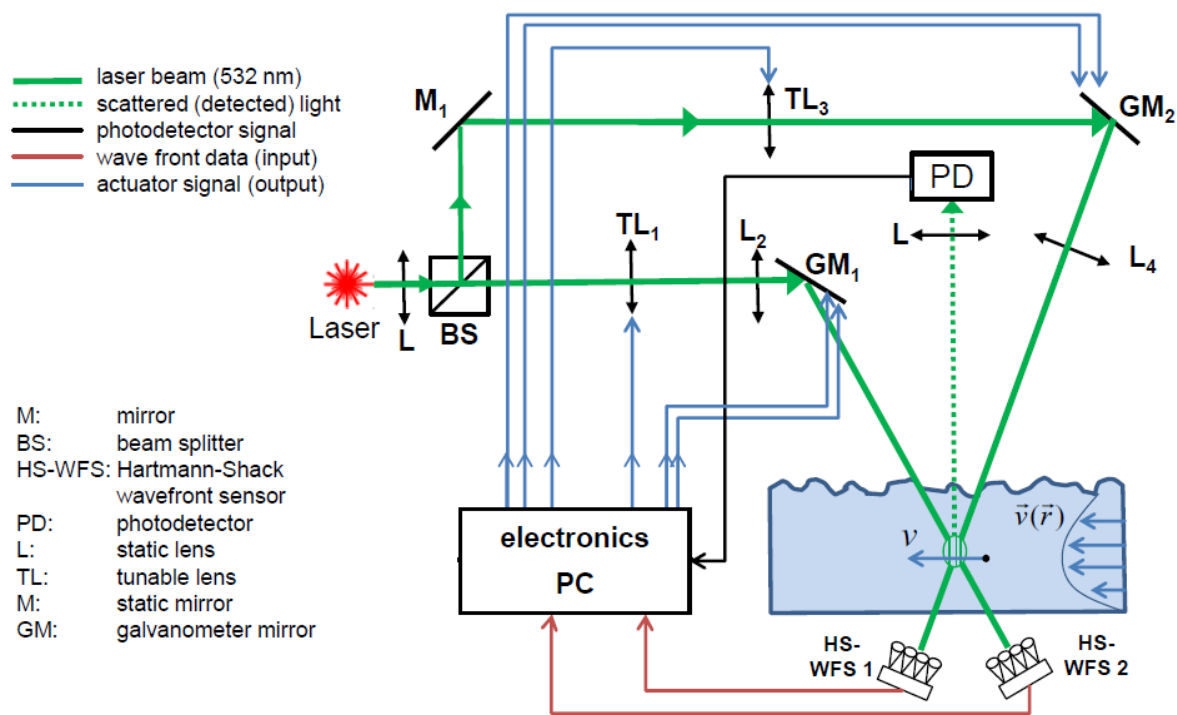 laser beam (532 nm)
scattered (detected) light
photodetector signal
wave front data (input)
actuator signal (output)
M1
TL3
GM2
PD
L
L4
TL1
L2
GM1
Laser
L
BS
M: mirror
BS: beam splitter
HS-WFS: Hartmann-Shack
wavefront sensor
PD: photodetector
L: static lens
TL: tunable lens
M: static mirror
GM: galvanometer mirror
electronics
PC
v
v⃗(r⃗)
HS-
WFS 1
HS-
WFS 2